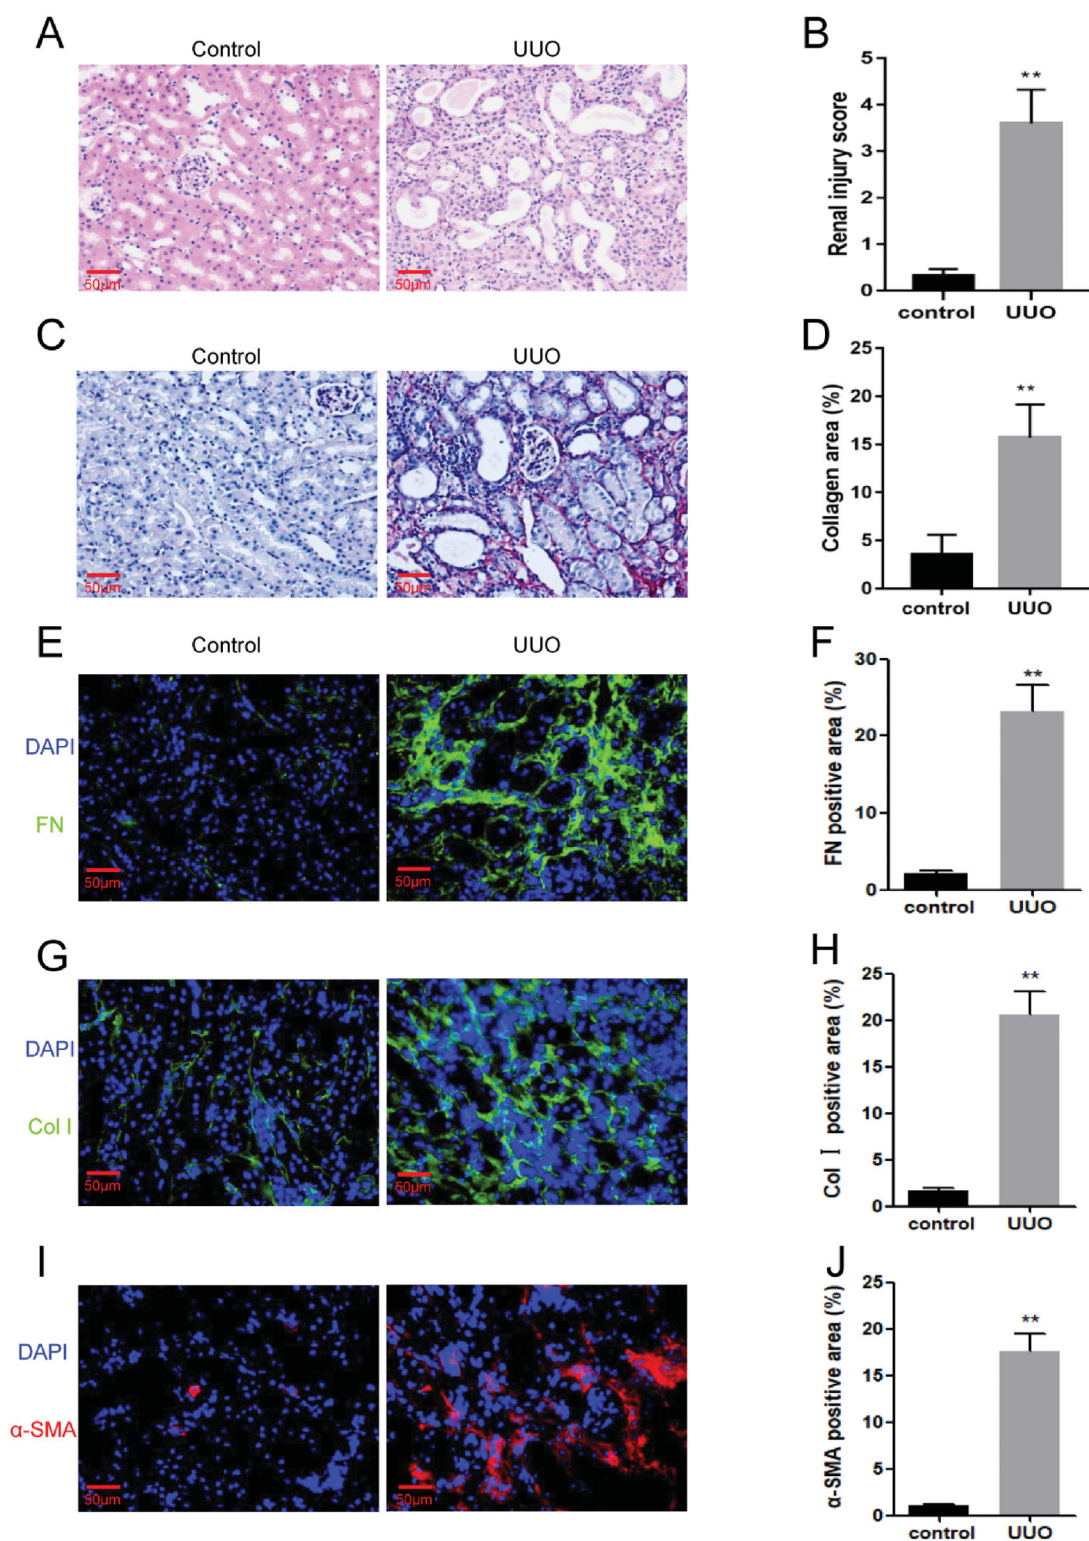 A
Control
UUO
50μm
50μm
B
Renal injury score
5
4
3
2
1
0
**
control
UUO
C
Control
UUO
50μm
50μm
D
Collagen area (%)
25
20
15
10
5
0
**
control
UUO
E
Control
UUO
DAPI
FN
50μm
50μm
F
FN positive area (%)
30
20
10
0
**
control
UUO
G
DAPI
Col I
50μm
50μm
H
Col Ⅰ positive area (%)
25
20
15
10
5
0
**
control
UUO
I
DAPI
α-SMA
50μm
50μm
J
α-SMA positive area (%)
25
20
15
10
5
0
**
control
UUO